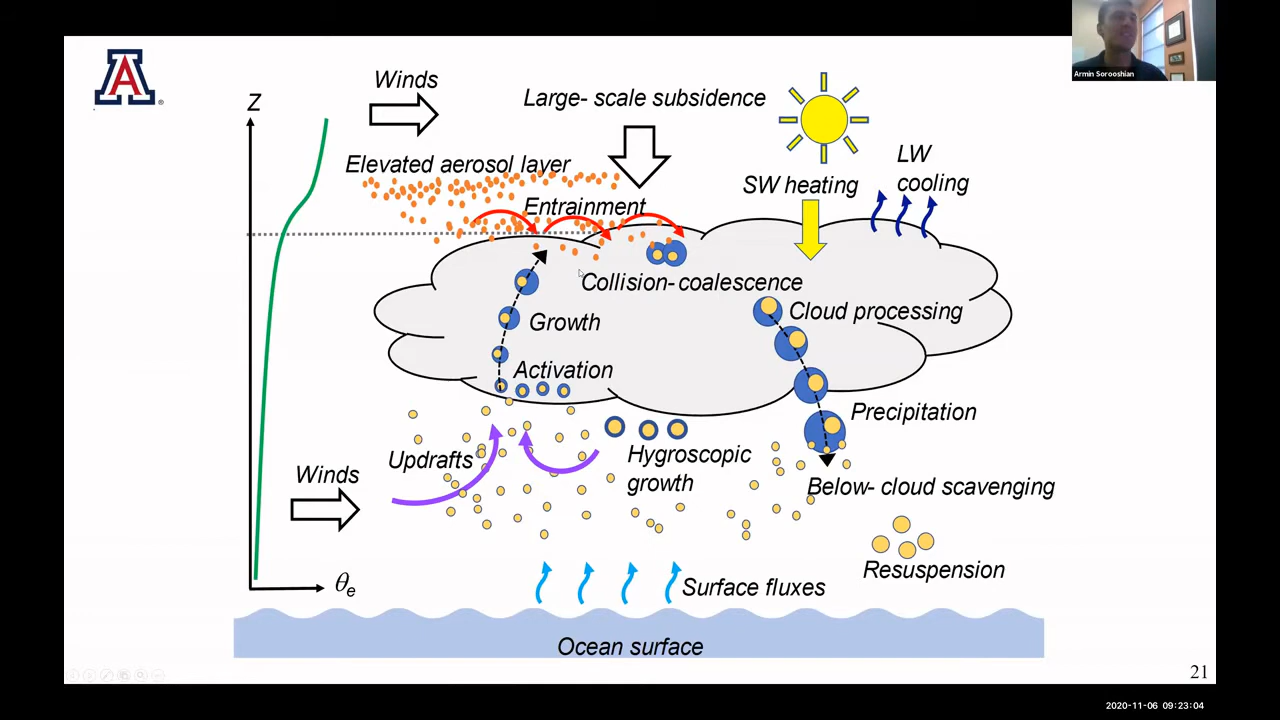 Armin Sorooshian
A
®
Winds
Large- scale subsidence
Z
LW
cooling
Elevated aerosol layer
SW heating
Entrainment
Collision- coalescence
Cloud processing
Growth
Activation
Precipitation
Updrafts
Hygroscopic
growth
Winds
Below- cloud scavenging
Resuspension
θe
Surface fluxes
Ocean surface
21
2020-11-06 09:23:04